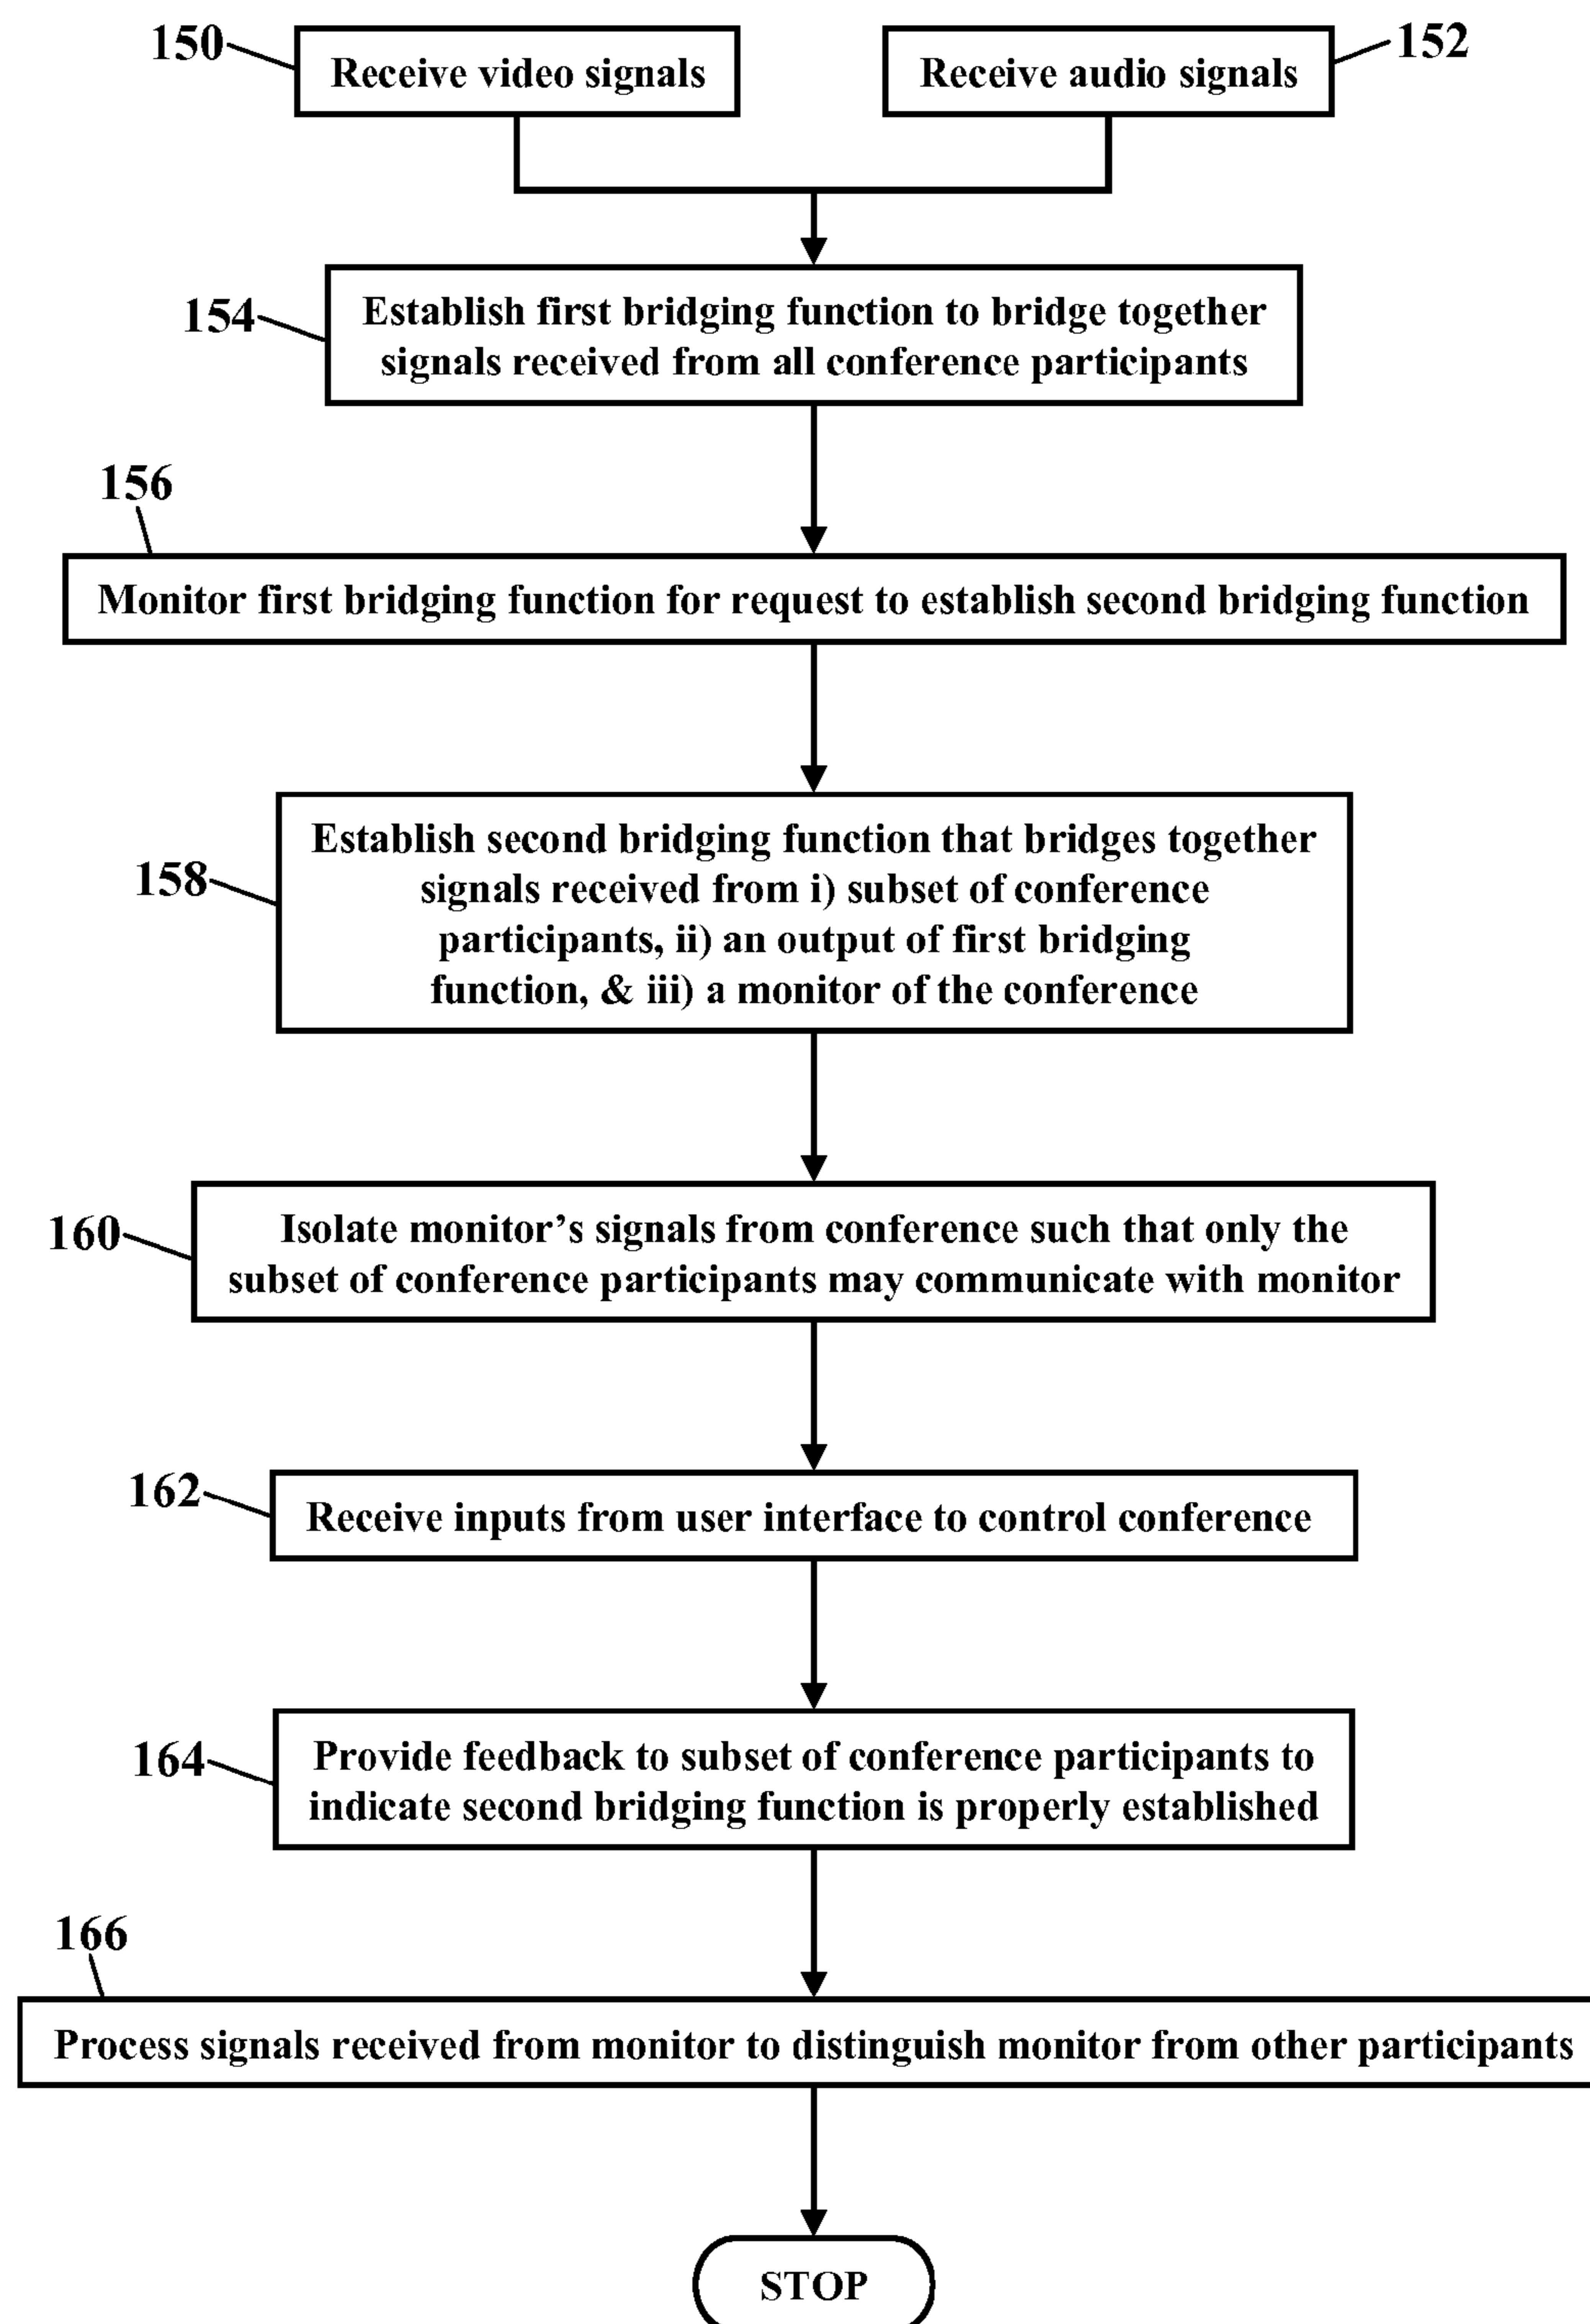 150
Receive video signals
Receive audio signals
152
154
Establish first bridging function to bridge together
signals received from all conference participants
156
Monitor first bridging function for request to establish second bridging function
158
Establish second bridging function that bridges together
signals received from i) subset of conference
participants, ii) an output of first bridging
function, & iii) a monitor of the conference
160
Isolate monitor’s signals from conference such that only the
subset of conference participants may communicate with monitor
162
Receive inputs from user interface to control conference
164
Provide feedback to subset of conference participants to
indicate second bridging function is properly established
166
Process signals received from monitor to distinguish monitor from other participants
STOP